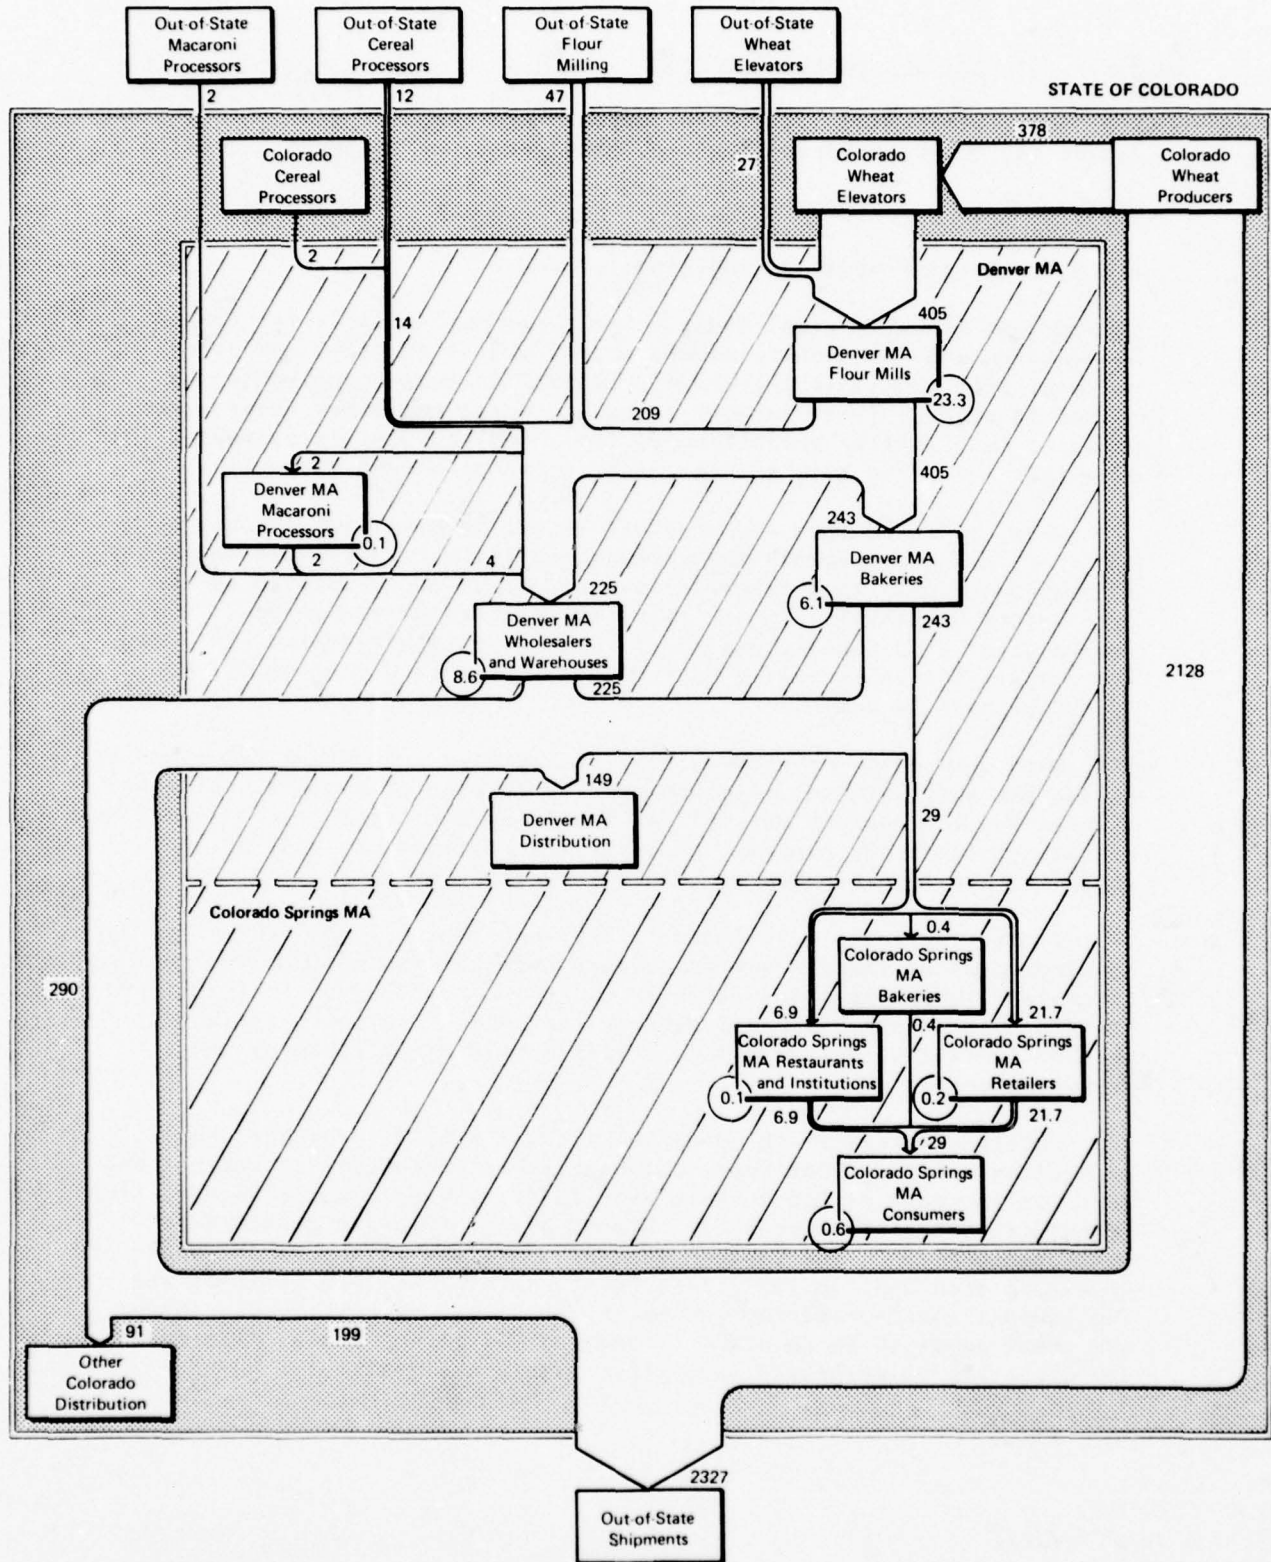 Out-of-State
Macaroni
Processors
Out-of-State
Cereal
Processors
Out-of-State
Flour
Milling
Out-of-State
Wheat
Elevators
2
12
47
STATE OF COLORADO
Colorado
Cereal
Processors
27
Colorado
Wheat
Elevators
378
Colorado
Wheat
Producers
2
Denver MA
14
405
Denver MA
Flour Mills
23.3
209
2
Denver MA
Macaroni
Processors
0.1
2
4
405
243
Denver MA
Bakeries
6.1
243
225
Denver MA
Wholesalers
and Warehouses
8.6
225
2128
149
Denver MA
Distribution
29
Colorado Springs MA
290
0.4
Colorado Springs
MA
Bakeries
6.9
0.4
21.7
Colorado Springs
MA Restaurants
and Institutions
0.1
Colorado Springs
MA
Retailers
0.2
6.9
21.7
29
Colorado Springs
MA
Consumers
0.6
91
199
Other
Colorado
Distribution
2327
Out-of-State
Shipments